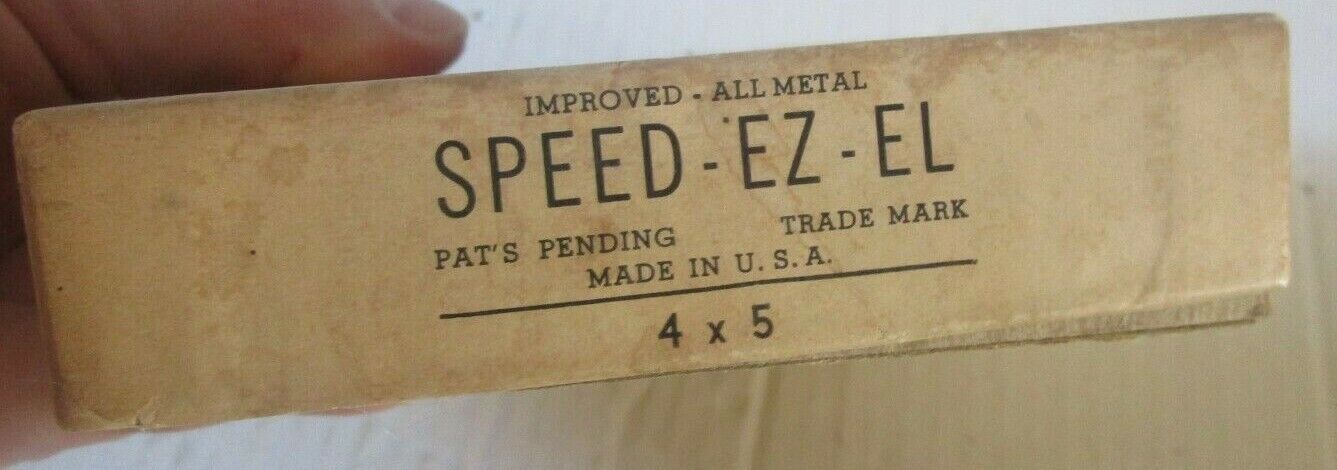 IMPROVED - ALL METAL
SPEED - EZ - EL
PAT'S PENDING TRADE MARK
MADE IN U. S. A.
4 x 5